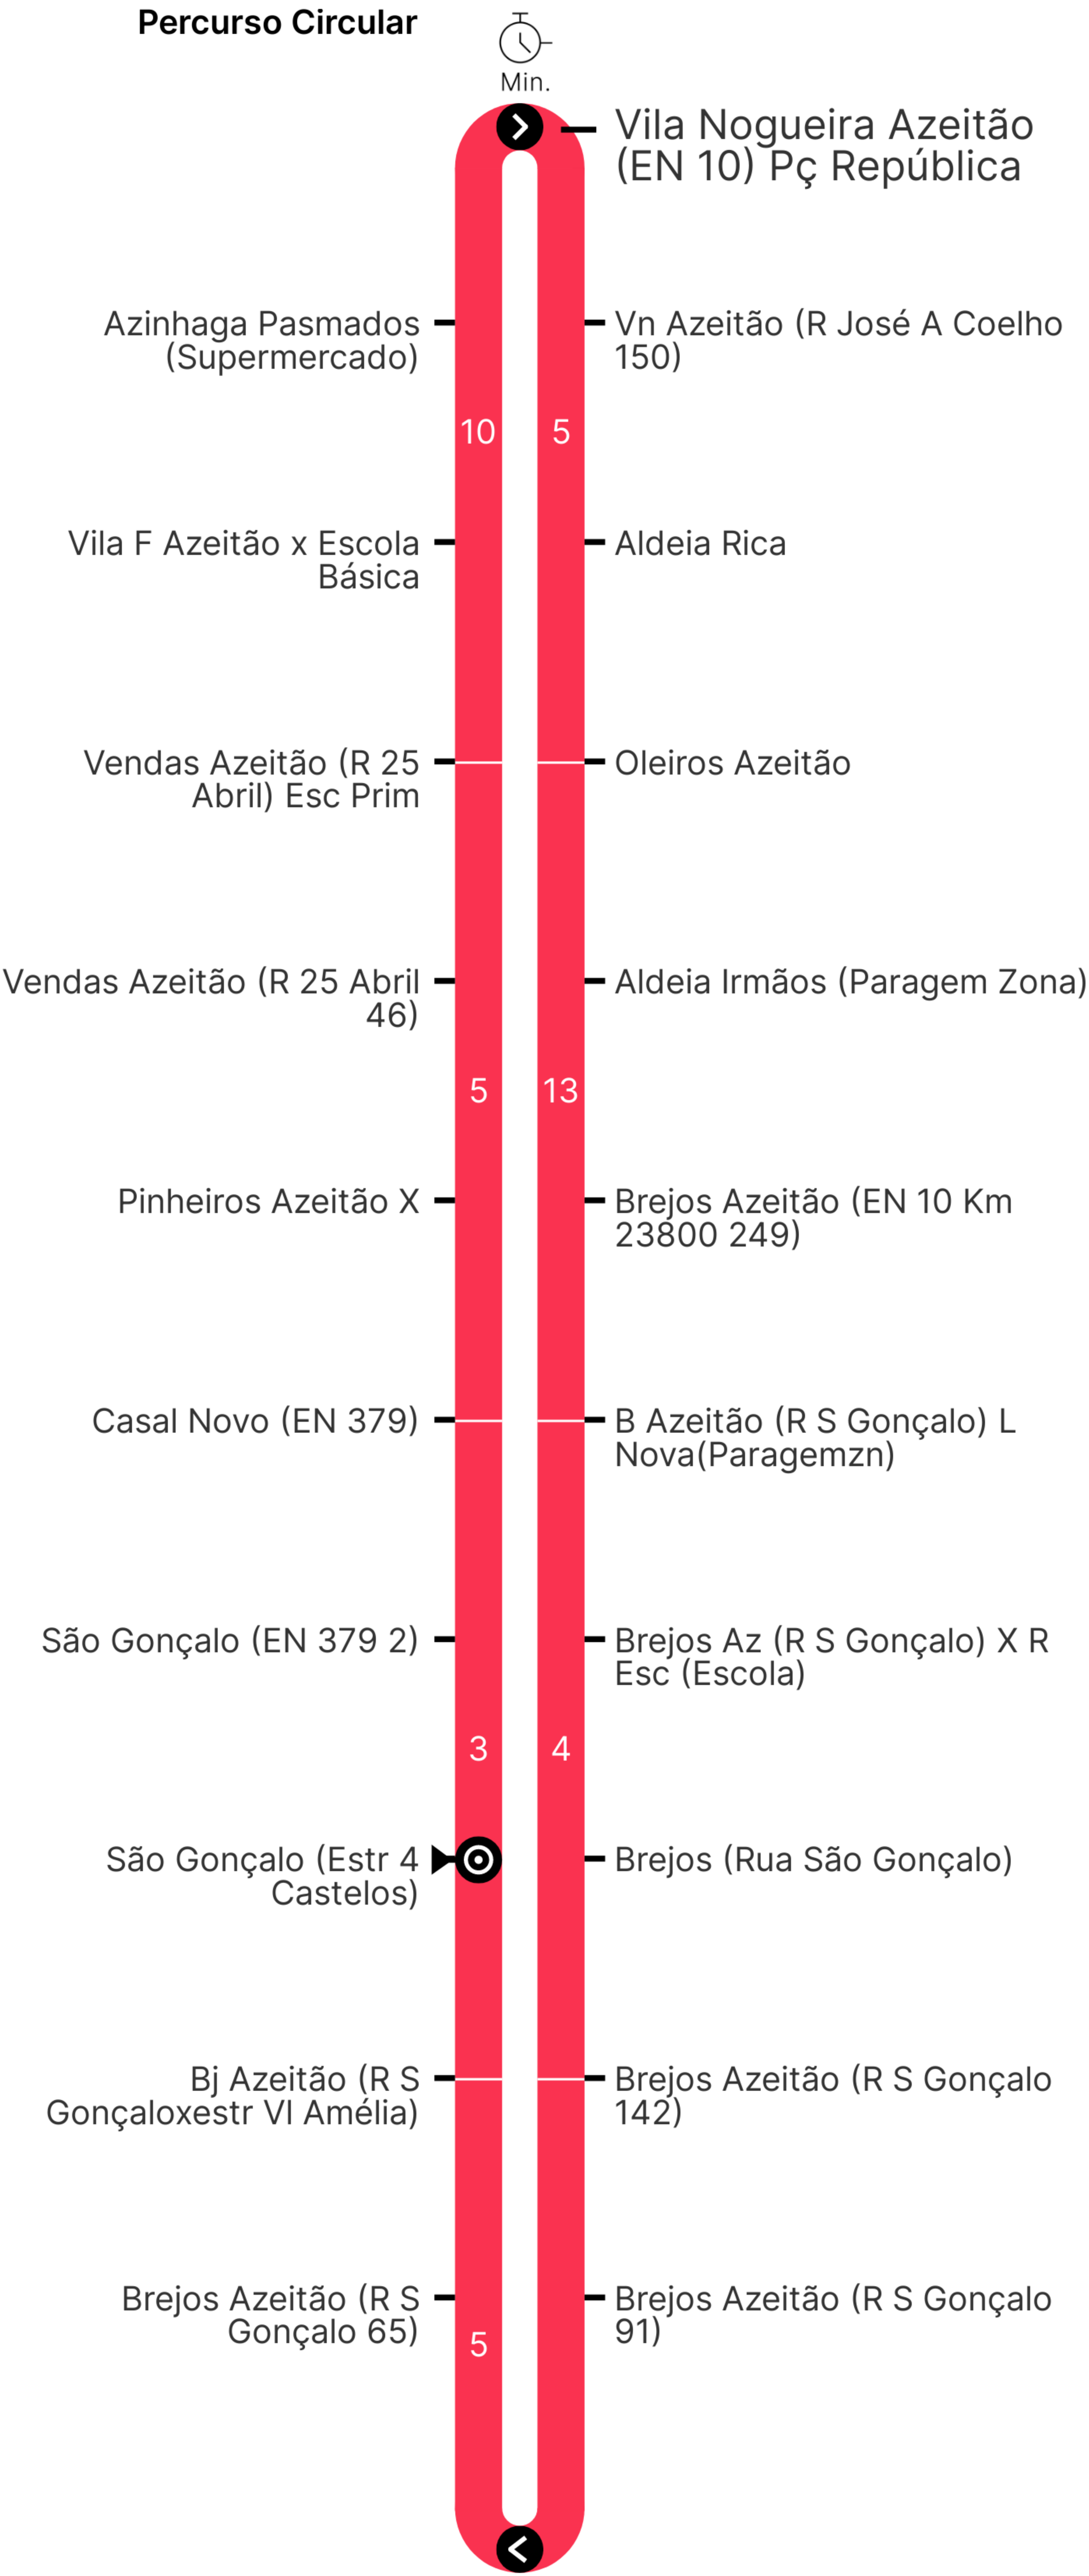 Percurso Circular
Min.
Vila Nogueira Azeitão
(EN 10) Pç República
Azinhaga Pasmados
(Supermercado)
Vn Azeitão (R José A Coelho
150)
10
5
Vila F Azeitão x Escola
Básica
Aldeia Rica
Vendas Azeitão (R 25
Abril) Esc Prim
Oleiros Azeitão
Vendas Azeitão (R 25 Abril
46)
Aldeia Irmãos (Paragem Zona)
5
13
Pinheiros Azeitão X
Brejos Azeitão (EN 10 Km
23800 249)
Casal Novo (EN 379)
B Azeitão (R S Gonçalo) L
Nova(Paragemzn)
São Gonçalo (EN 379 2)
Brejos Az (R S Gonçalo) X R
Esc (Escola)
3
4
São Gonçalo (Estr 4
Castelos)
Brejos (Rua São Gonçalo)
Bj Azeitão (R S
Gonçaloxestr Vl Amélia)
Brejos Azeitão (R S Gonçalo
142)
Brejos Azeitão (R S
Gonçalo 65)
Brejos Azeitão (R S Gonçalo
91)
5